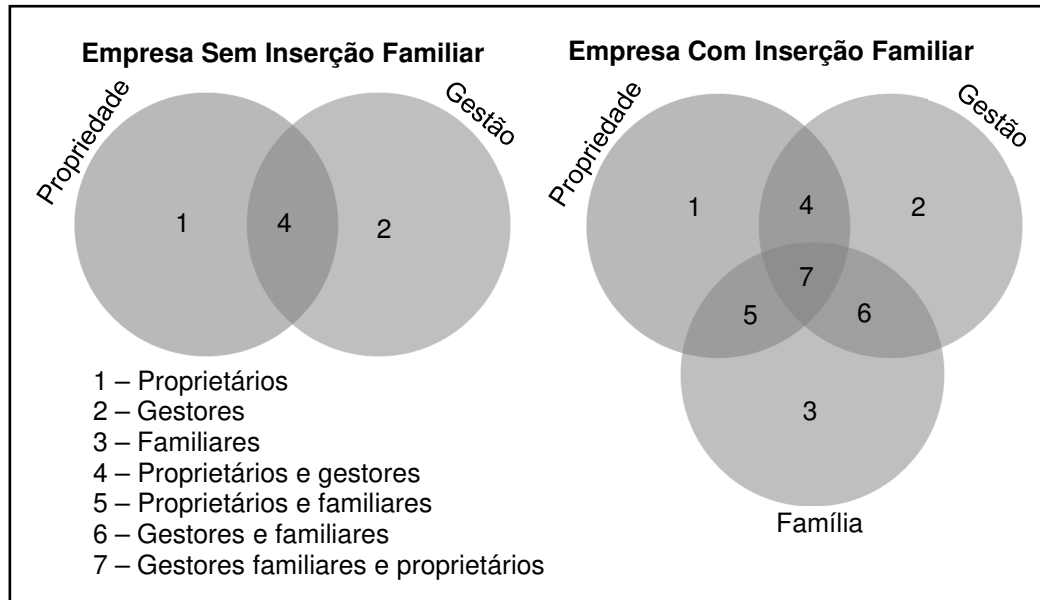 Empresa Sem Inserção Familiar
Propriedade
Gestão
1
4
2
Empresa Com Inserção Familiar
Propriedade
Gestão
1
4
2
7
5
6
3
Família
1 – Proprietários
2 – Gestores
3 – Familiares
4 – Proprietários e gestores
5 – Proprietários e familiares
6 – Gestores e familiares
7 – Gestores familiares e proprietários